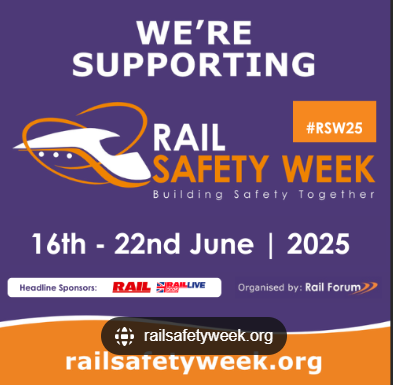 WE'RE
SUPPORTING
#RSW25
RAIL
SAFETY WEEK
Building Safety Together
16th - 22nd June | 2025
Headline Sponsors: RAIL RAILLIVE
Organised by: Rail Forum
railsafetyweek.org
railsafetyweek.org